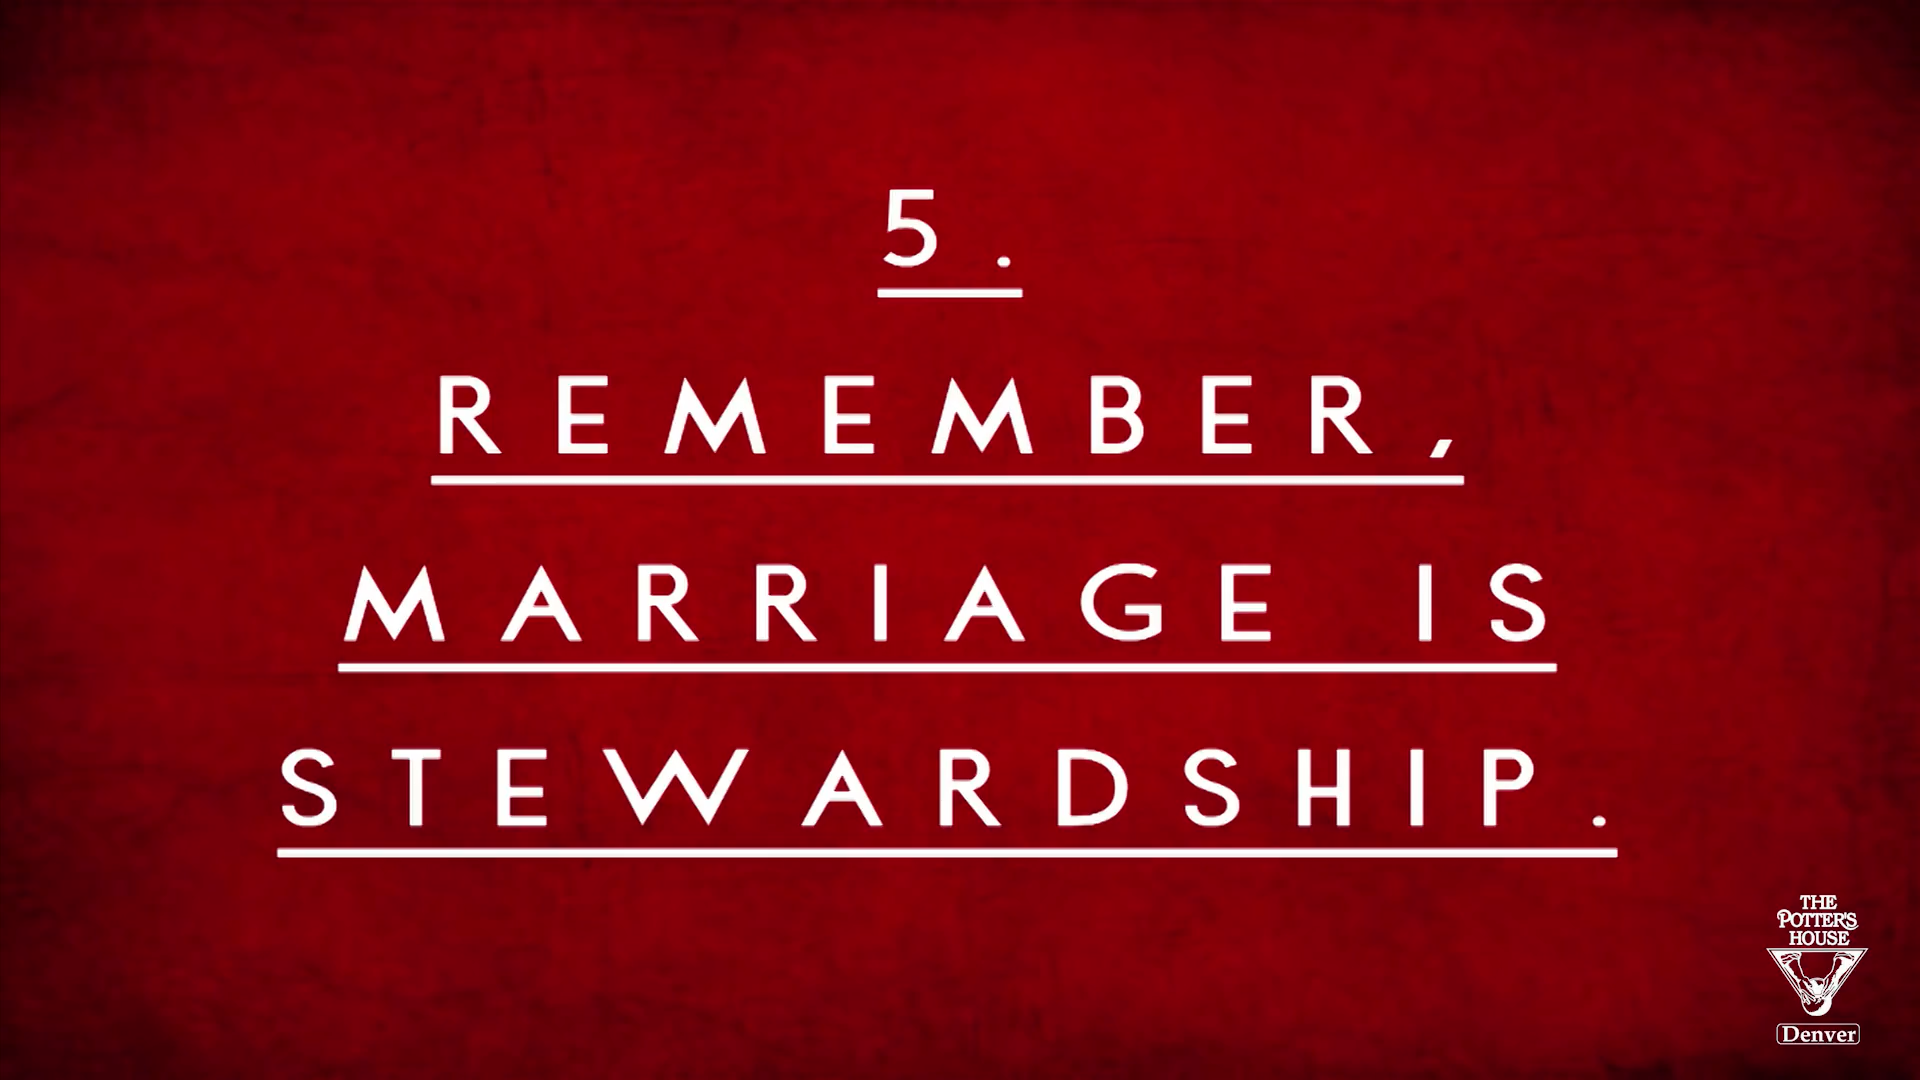 5.
REMEMBER,
MARRIAGE IS
STEWARDSHIP.
THE
POTTER'S
HOUSE
Denver